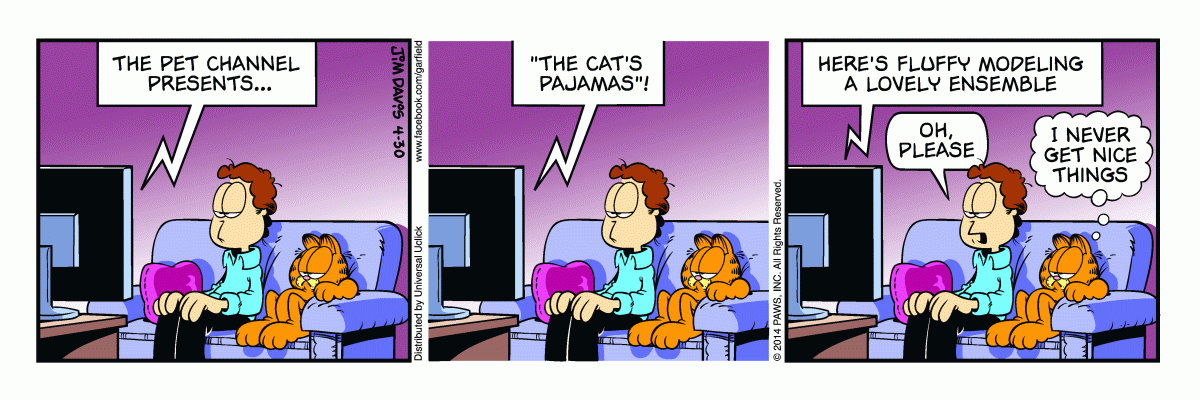 THE PET CHANNEL
PRESENTS...
JIM DAVIS 4-30
www.facebook.com/garfield
Distributed by Universal Uclick
"THE CAT'S
PAJAMAS"!
© 2014 PAWS, INC. All Rights Reserved.
HERE'S FLUFFY MODELING
A LOVELY ENSEMBLE
OH,
PLEASE
I NEVER
GET NICE
THINGS